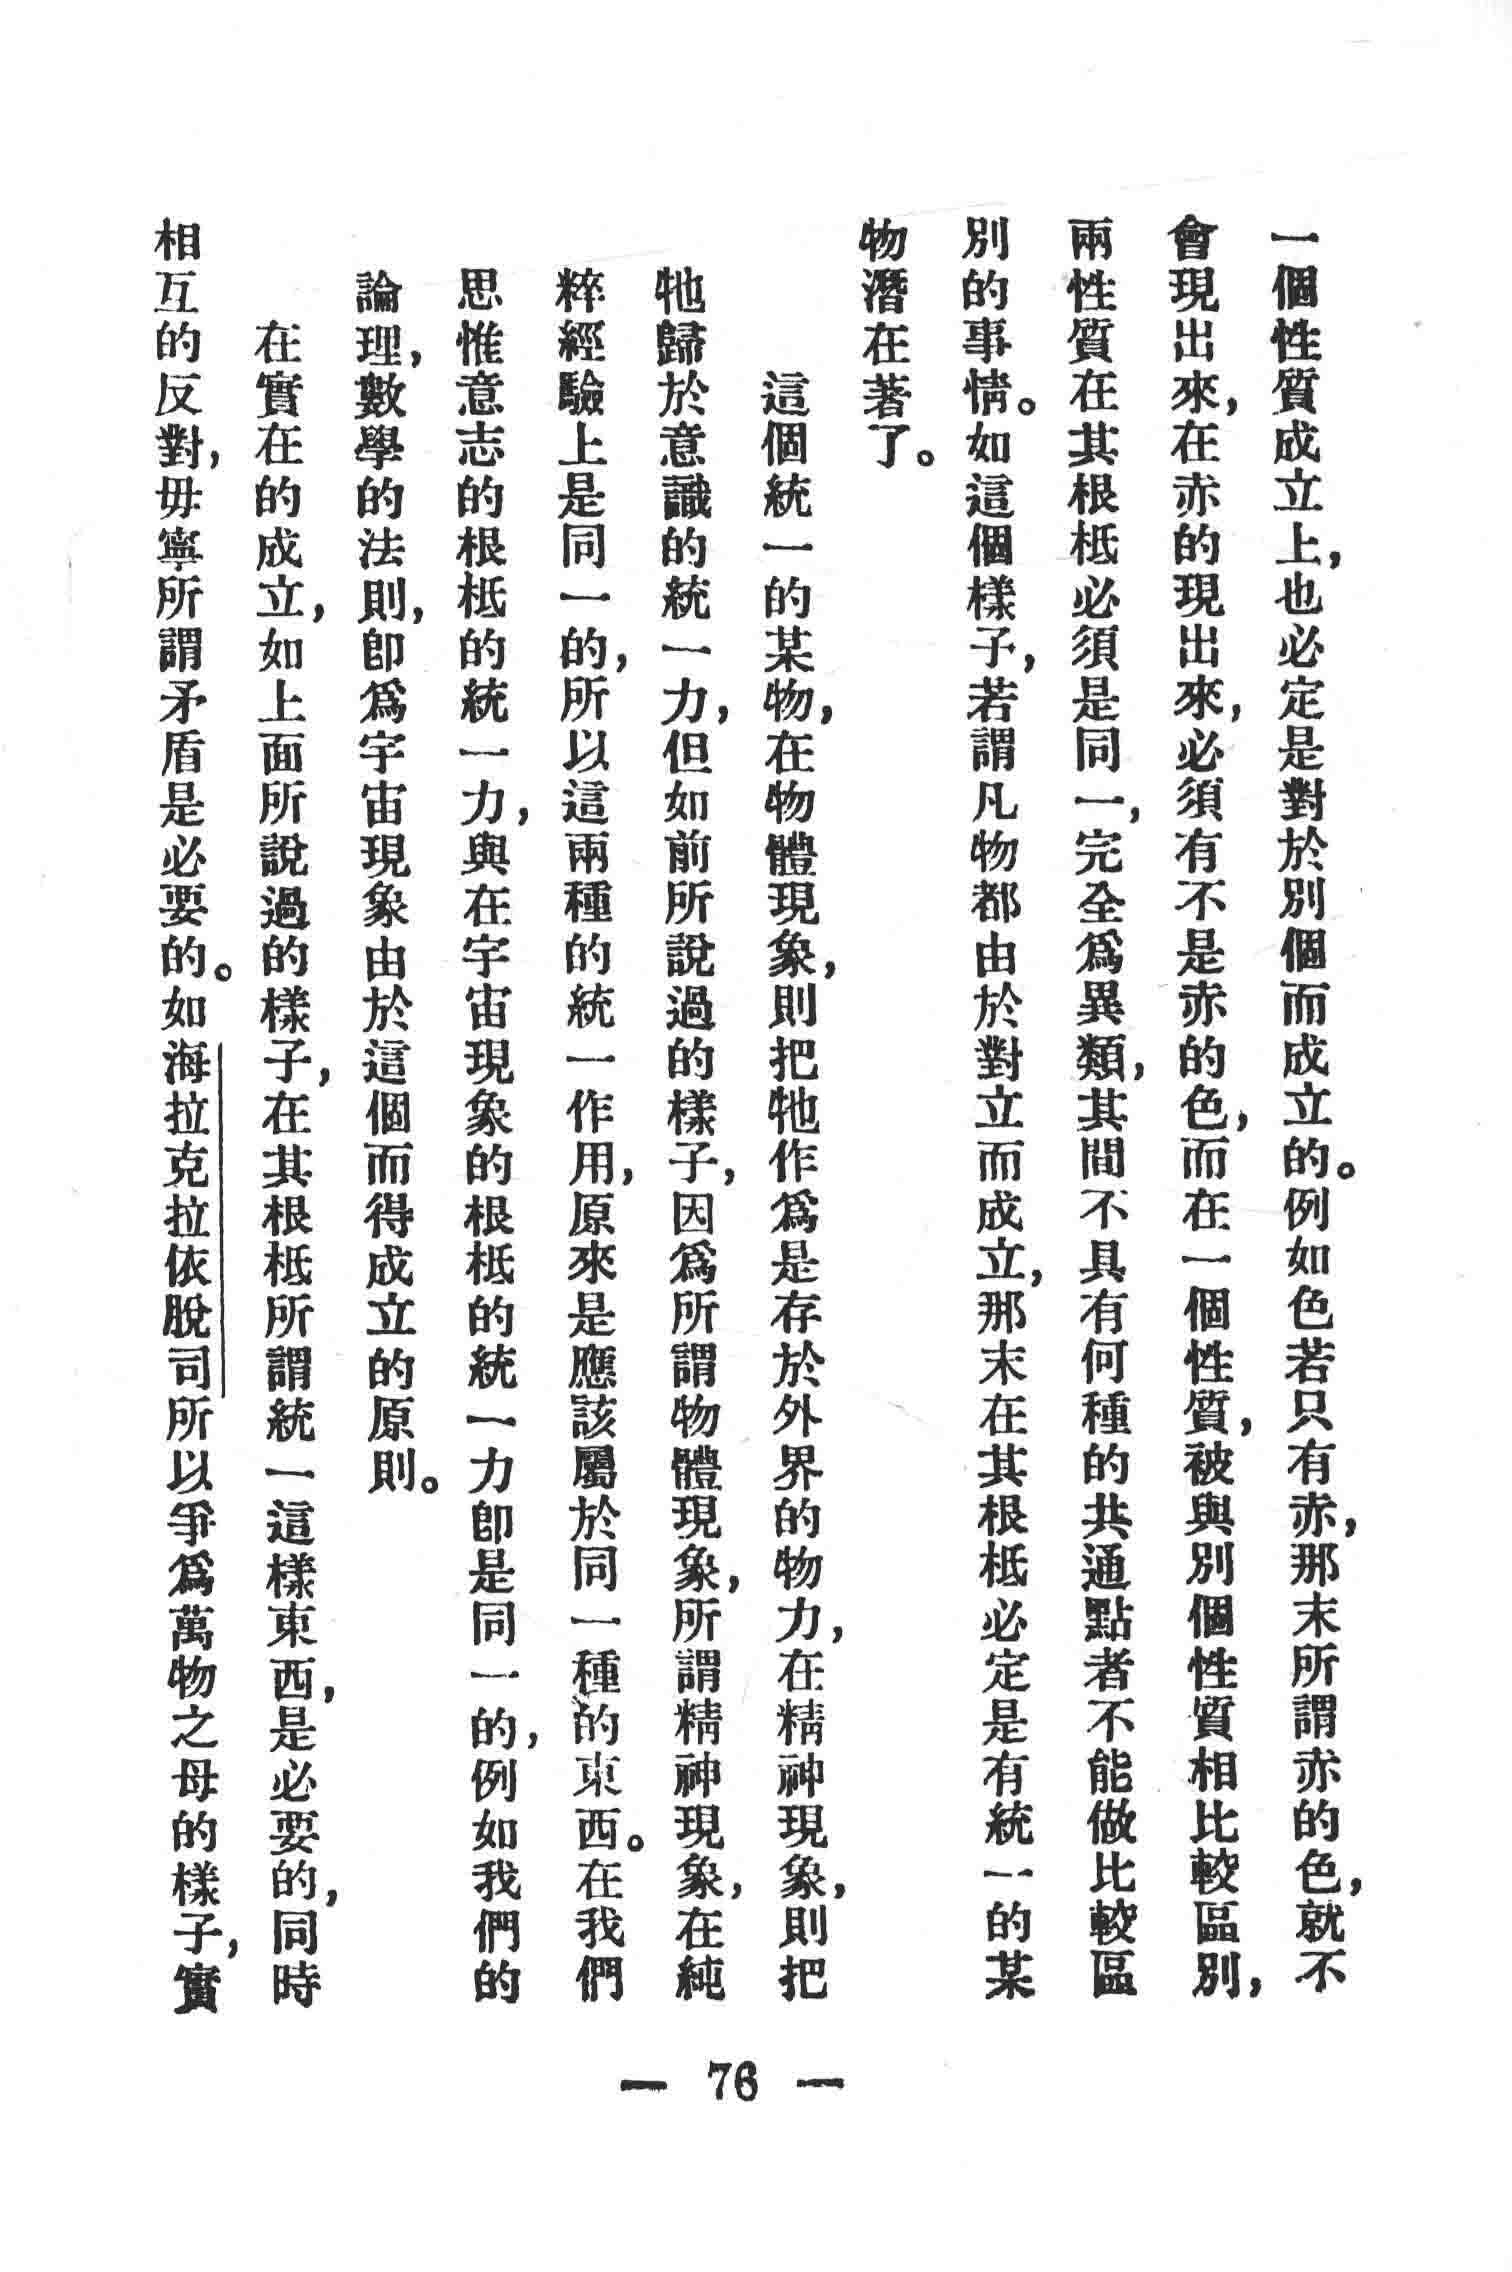 一個性質成立上，也必定是對於別個而成立的。例如色若只有赤，那末所謂赤的色，就不
會現出來，在赤的現出來，必須有不是赤的色，而在一個性質，被與別個性質相比較區別，
兩性質在其根柢必須是同一，完全爲異類，其間不具有何種的共通點者不能做比較區
別的事情。如這個樣子，若謂凡物都由於對立而成立，那末在其根柢必定是有統一的某
物潛在著了。
這個統一的某物，在物體現象，則把牠作爲是存於外界的物力，在精神現象，則把
牠歸於意識的統一力，但如前所說過的樣子，因爲所謂物體現象，所謂精神現象，在純
粹經驗上是同一的，所以這兩種的統一作用，原來是應該屬於同一種的東西。在我們
思惟意志的根柢的統一力，與在宇宙現象的根柢的統一力卽是同一的，例如我們的
論理，數學的法則，卽爲宇宙現象由於這個而得成立的原則。
在實在的成立，如上面所說過的樣子，在其根柢所謂統一這樣東西，是必要的，同時
相互的反對，毋寧所謂矛盾是必要的。如海拉克拉依脫司所以爭爲萬物之母的樣子，實
— 76 —